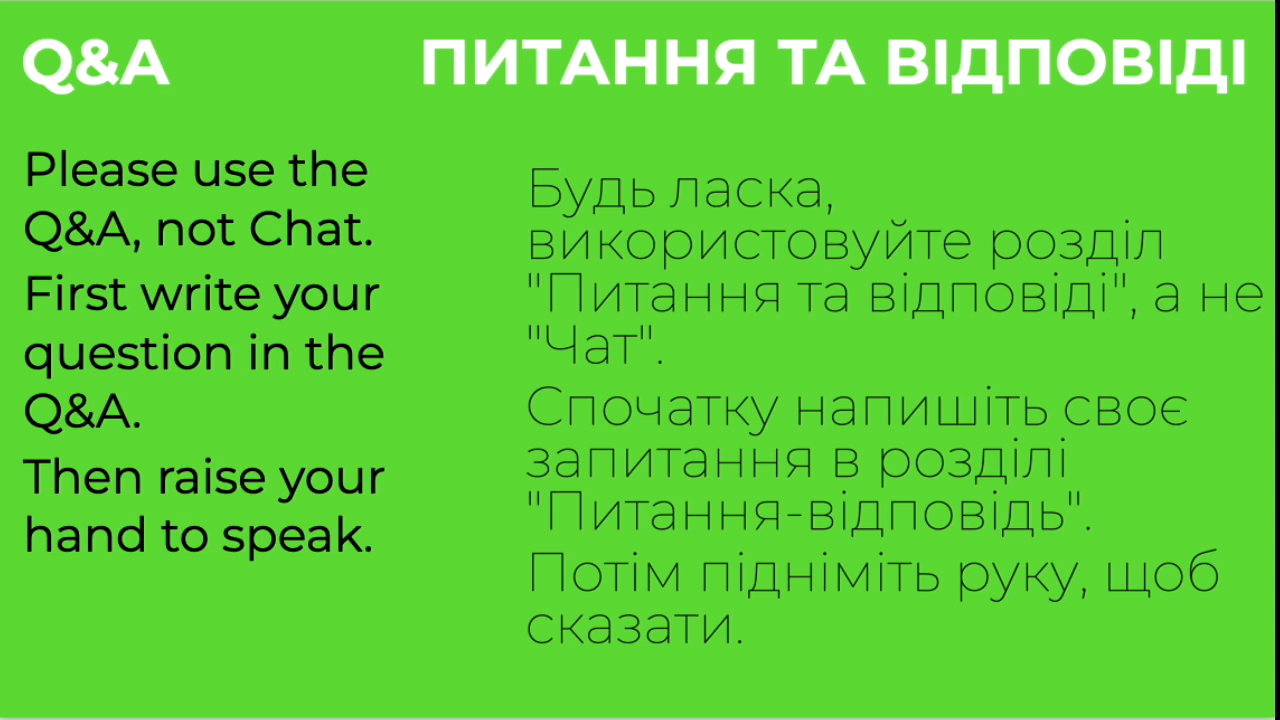 Q&A
ПИТАННЯ ТА ВІДПОВІДІ
Please use the
Q&A, not Chat.
First write your
question in the
Q&A.
Then raise your
hand to speak.
Будь ласка,
використовуйте розділ
"Питання та відповіді", а не
"Чат".
Спочатку напишіть своє
запитання в розділі
"Питання-відповідь".
Потім підніміть руку, щоб
сказати.